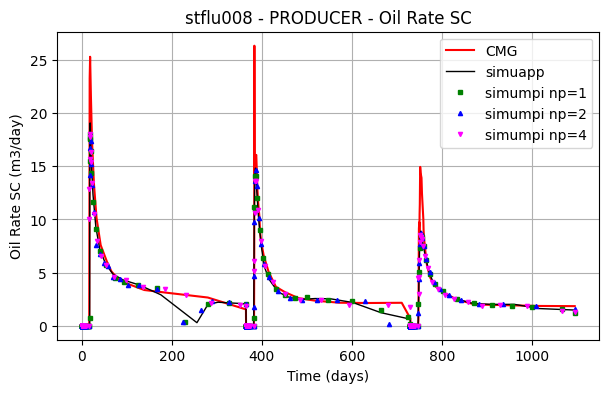 stflu008 - PRODUCER - Oil Rate SC
CMG
simuapp
simumpi np=1
simumpi np=2
simumpi np=4
Oil Rate SC (m3/day)
25
20
15
10
5
0
0 200 400 600 800 1000
Time (days)